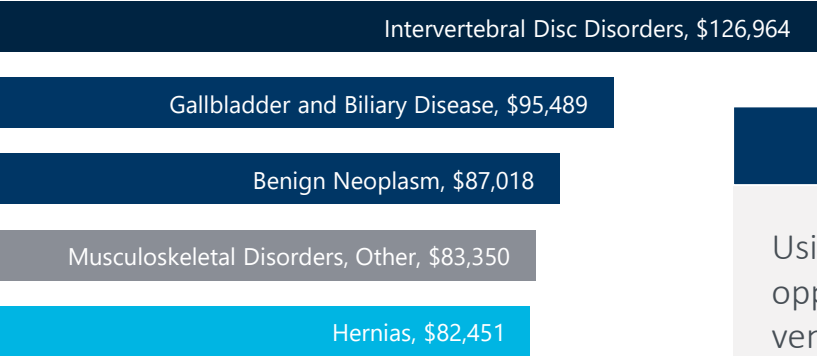 Intervertebral Disc Disorders, $126,964
Gallbladder and Biliary Disease, $95,489
Benign Neoplasm, $87,018
Musculoskeletal Disorders, Other, $83,350
Hernias, $82,451